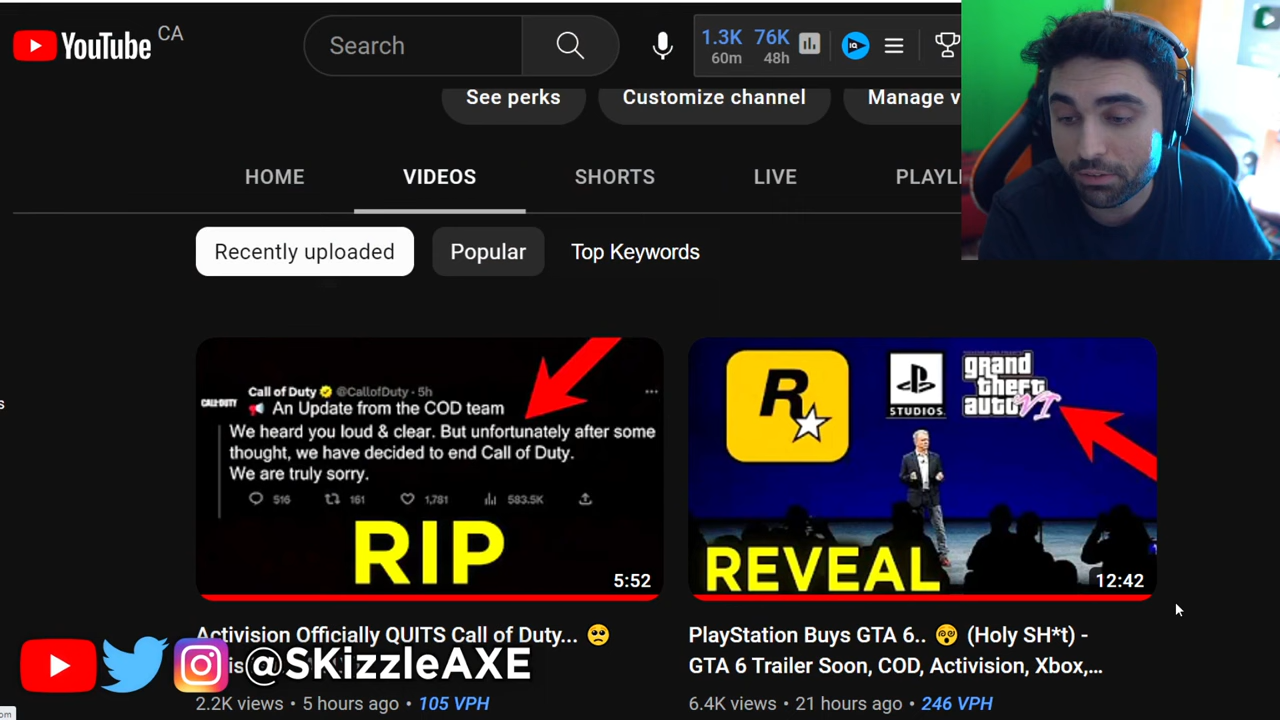 YouTube CA
Search
1.3K 76K
60m 48h
IQ
See perks
Customize channel
Manage v
HOME
VIDEOS
SHORTS
LIVE
PLAYL
Recently uploaded
Popular
Top Keywords
CALL·DUTY
Call of Duty @CallofDuty · 5h
An Update from the COD team
We heard you loud & clear. But unfortunately after some
thought, we have decided to end Call of Duty.
We are truly sorry.
516 161 1,781 583.5K
RIP
5:52
R
STUDIOS
grand
theft
auto VI
REVEAL
12:42
Activision Officially QUITS Call of Duty... 🥺
@SKizzleAXE
2.2K views • 5 hours ago • 105 VPH
PlayStation Buys GTA 6.. 😵‍💫 (Holy SH*t) -
GTA 6 Trailer Soon, COD, Activision, Xbox,...
6.4K views • 21 hours ago • 246 VPH